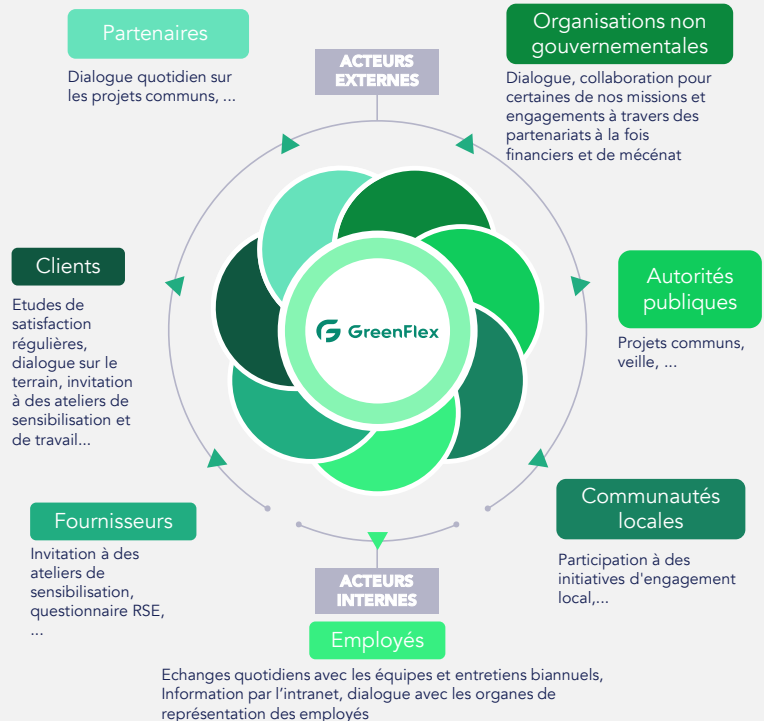 Partenaires
Dialogue quotidien sur
les projets communs, ...
ACTEURS
EXTERNES
Organisations non
gouvernementales
Dialogue, collaboration pour
certaines de nos missions et
engagements à travers des
partenariats à la fois
financiers et de mécénat
Clients
Etudes de
satisfaction
régulières,
dialogue sur le
terrain, invitation
à des ateliers de
sensibilisation et
de travail...
GreenFlex
Autorités
publiques
Projets communs,
veille, ...
Fournisseurs
Invitation à des
ateliers de
sensibilisation,
questionnaire RSE,
...
Communautés
locales
Participation à des
initiatives d'engagement
local,...
ACTEURS
INTERNES
Employés
Echanges quotidiens avec les équipes et entretiens biannuels,
Information par l’intranet, dialogue avec les organes de
représentation des employés